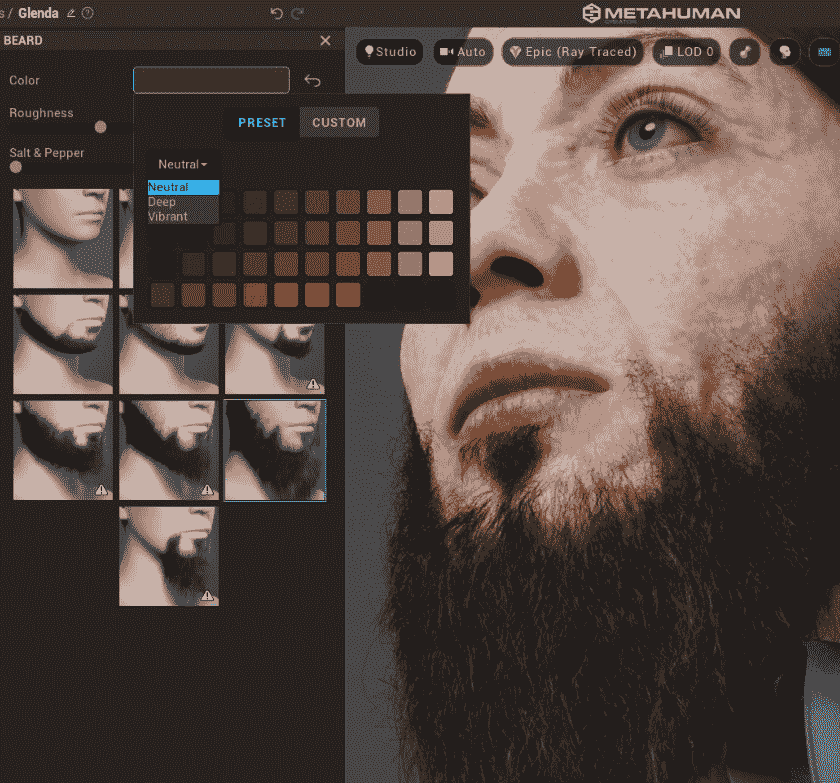 s / Glenda
METAHUMAN
CREATOR
BEARD
Studio
Auto
Epic (Ray Traced)
LOD 0
Color
PRESET
CUSTOM
Roughness
Salt & Pepper
Neutral
Neutral
Deep
Vibrant